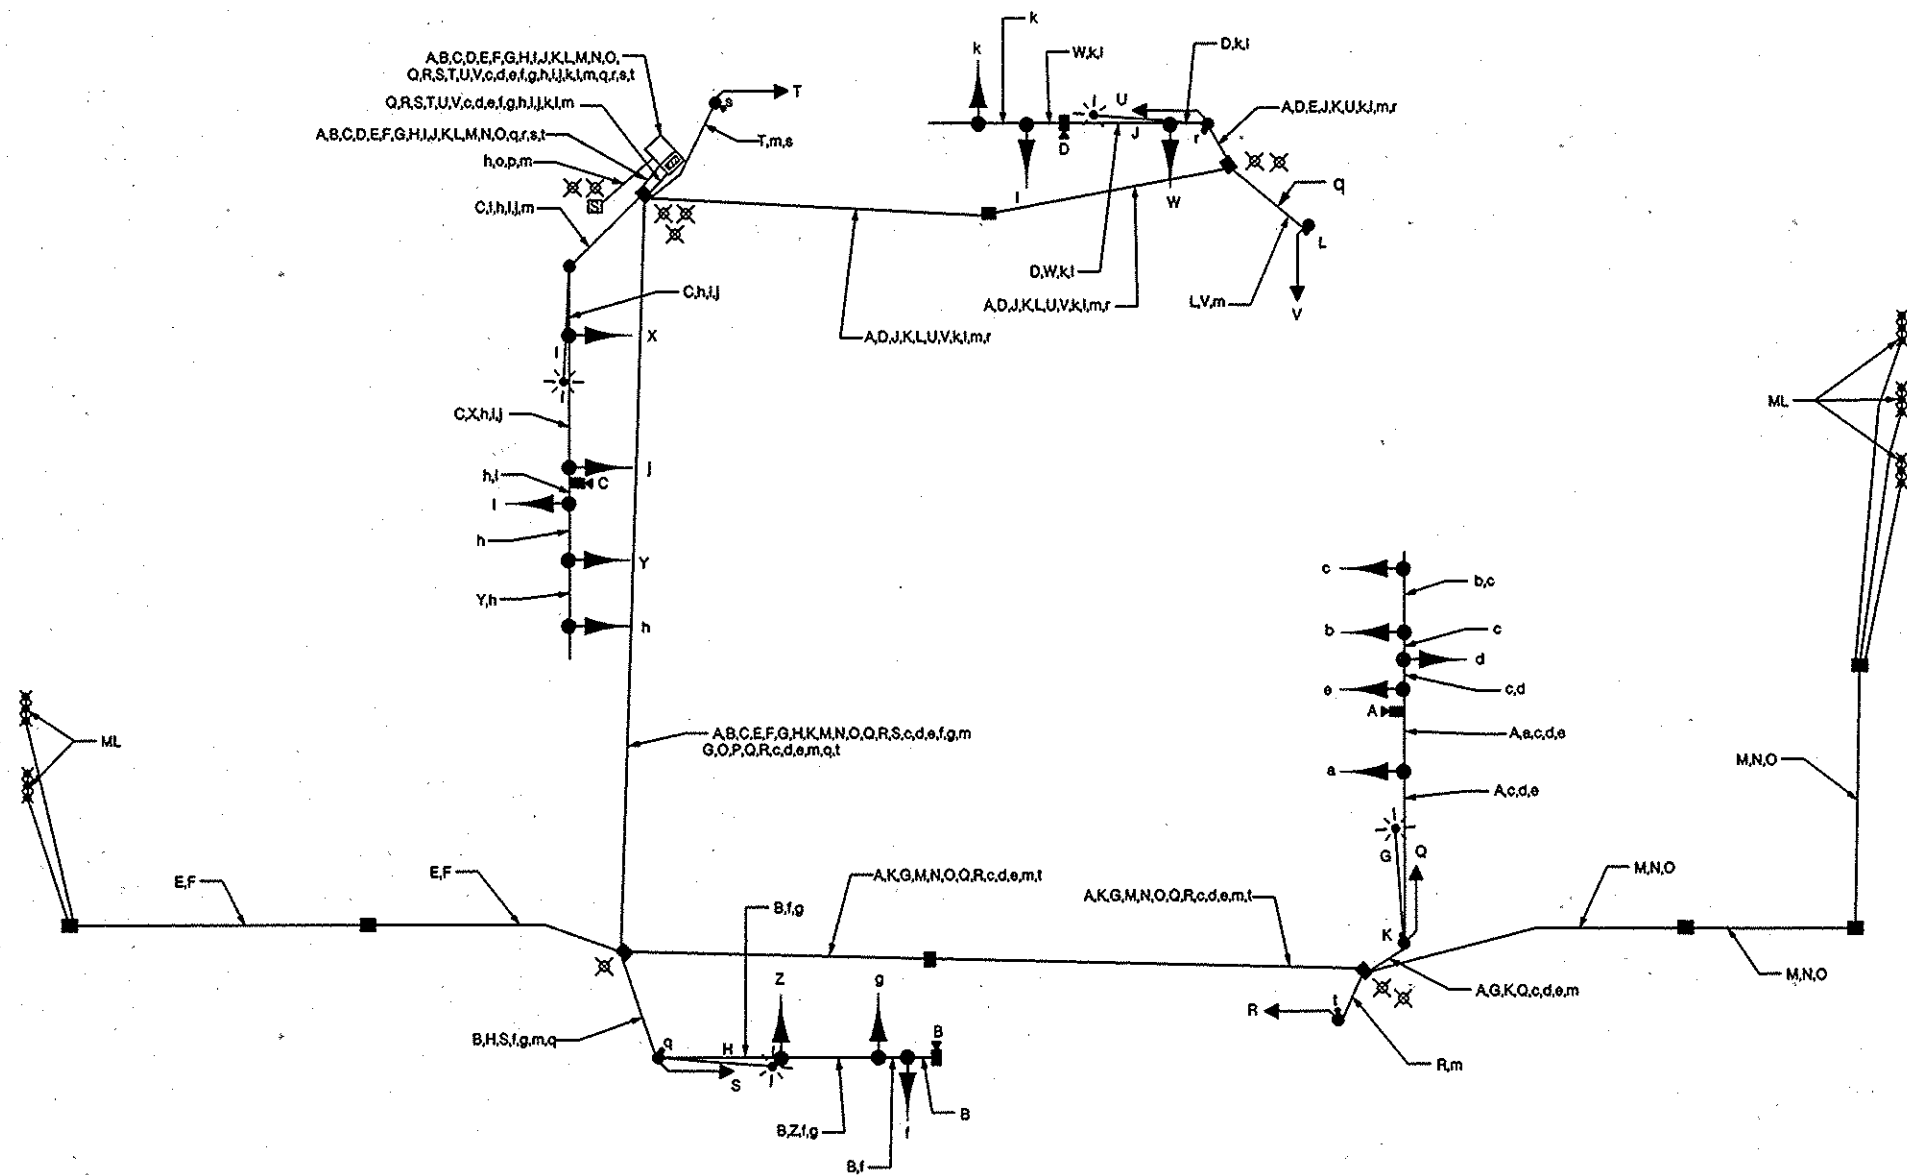 k
k
W,k,l
D,k,l
A,B,C,D,E,F,G,H,I,J,K,L,M,N,O,
Q,R,S,T,U,V,c,d,e,f,g,h,i,j,k,l,m,q,r,s,t
T
s
Q,R,S,T,U,V,c,d,e,f,g,h,i,j,k,l,m
U
I
A,D,E,J,K,U,k,l,m,r
A,B,C,D,E,F,G,H,I,J,K,L,M,N,O,q,r,s,t
T,m,s
D
J
r
h,o,p,m
S
q
C,I,h,i,j,m
l
W
L
D,W,k,l
C,h,i,j
A,D,J,K,L,U,V,k,l,m,r
L,V,m
V
X
A,D,J,K,L,U,V,k,l,m,r
I
ML
C,X,h,i,j
j
h,i
C
i
h
Y
c
b,c
Y,h
h
b
c
d
e
c,d
A
A,B,C,E,F,G,H,K,M,N,O,Q,R,S,c,d,e,f,g,m
G,O,P,Q,R,c,d,e,m,q,t
A,a,c,d,e
ML
M,N,O
a
A,c,d,e
G
Q
E,F
E,F
A,K,G,M,N,O,Q,R,c,d,e,m,t
M,N,O
A,K,G,M,N,O,Q,R,c,d,e,m,t
B,f,g
K
M,N,O
Z
g
A,G,K,Q,c,d,e,m
t
R
B,H,S,f,g,m,q
q
H
B
R,m
S
B
B,Z,f,g
f
B,f